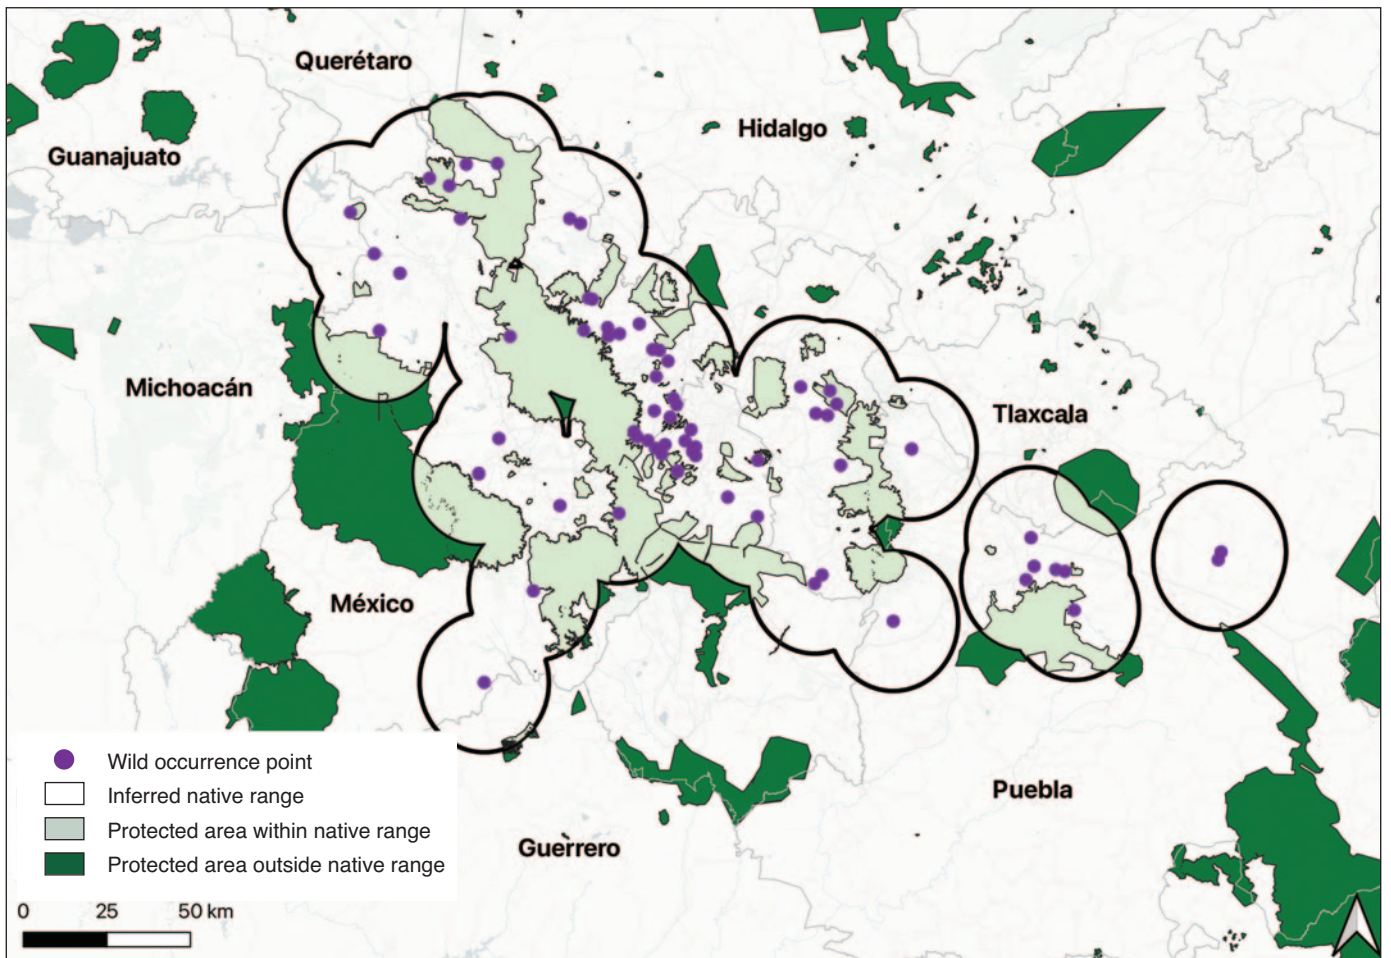 Querétaro
Hidalgo
Guanajuato
Michoacán
Tlaxcala
México
Puebla
Guerrero
Wild occurrence point
Inferred native range
Protected area within native range
Protected area outside native range
0 25 50 km